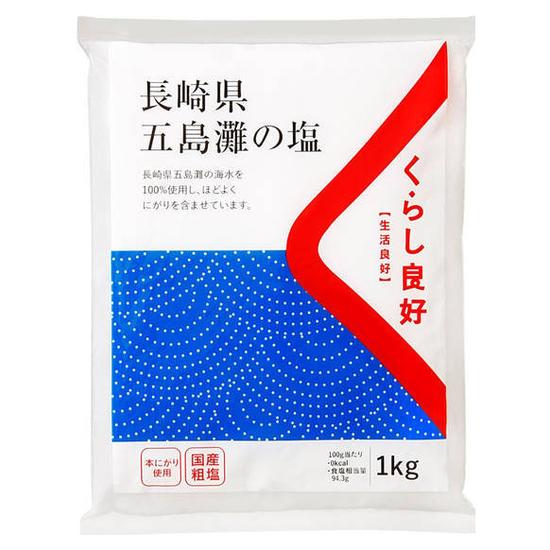 長崎県
五島灘の塩
長崎県五島灘の海水を
100%使用し、ほどよく
にがりを含ませています。
くらし良好
【生活良好】
本にがり
使用
国産
粗塩
100g当たり
・0kcal
・食塩相当量
94.3g
1kg